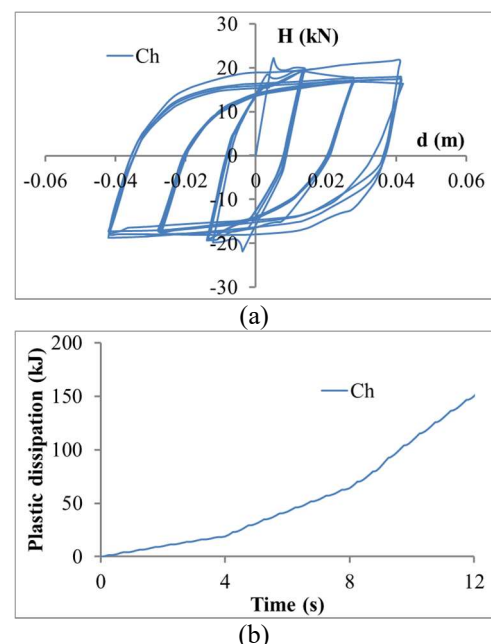 30
H (kN)
Ch
20
10
d (m)
0
-0.06 -0.04 -0.02 0 0.02 0.04 0.06
-10
-20
-30
(a)
200
Plastic dissipation (kJ)
150
Ch
100
50
0
0 4 8 12
Time (s)
(b)